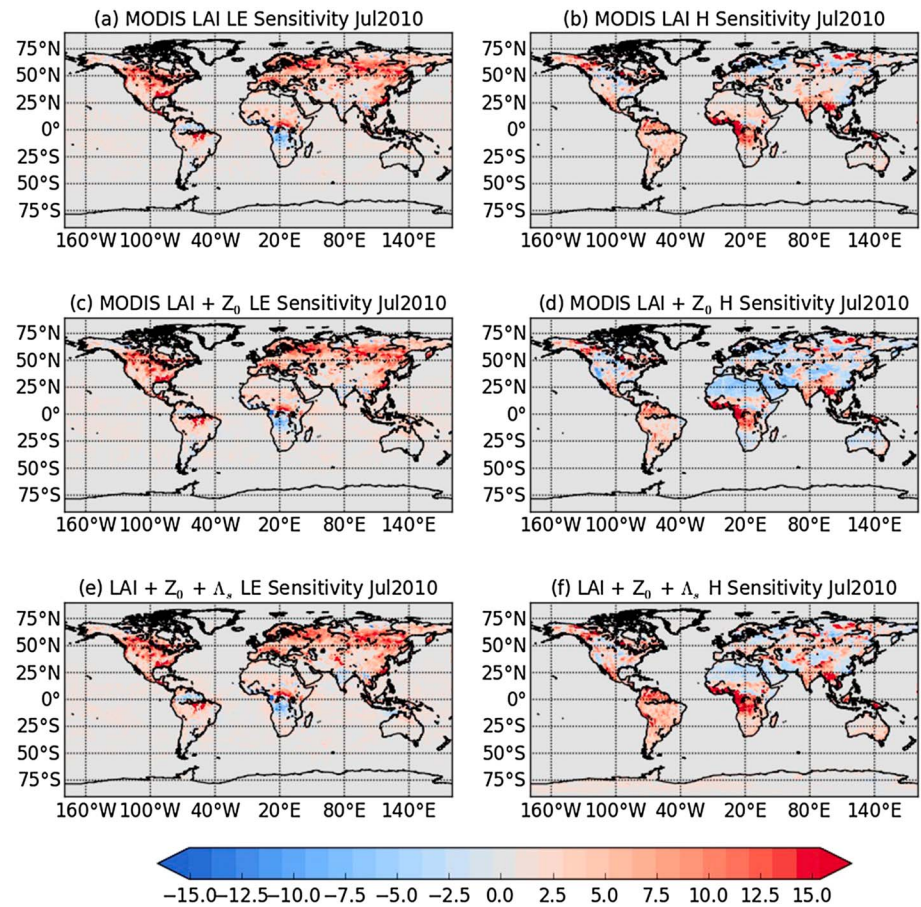 (a) MODIS LAI LE Sensitivity Jul2010
75°N
50°N
25°N
0°
25°S
50°S
75°S
160°W 100°W 40°W 20°E 80°E 140°E
(b) MODIS LAI H Sensitivity Jul2010
75°N
50°N
25°N
0°
25°S
50°S
75°S
160°W 100°W 40°W 20°E 80°E 140°E
(c) MODIS LAI + Z₀ LE Sensitivity Jul2010
75°N
50°N
25°N
0°
25°S
50°S
75°S
160°W 100°W 40°W 20°E 80°E 140°E
(d) MODIS LAI + Z₀ H Sensitivity Jul2010
75°N
50°N
25°N
0°
25°S
50°S
75°S
160°W 100°W 40°W 20°E 80°E 140°E
(e) LAI + Z₀ + Λₛ LE Sensitivity Jul2010
75°N
50°N
25°N
0°
25°S
50°S
75°S
160°W 100°W 40°W 20°E 80°E 140°E
(f) LAI + Z₀ + Λₛ H Sensitivity Jul2010
75°N
50°N
25°N
0°
25°S
50°S
75°S
160°W 100°W 40°W 20°E 80°E 140°E
−15.0 −12.5 −10.0 −7.5 −5.0 −2.5 0.0 2.5 5.0 7.5 10.0 12.5 15.0